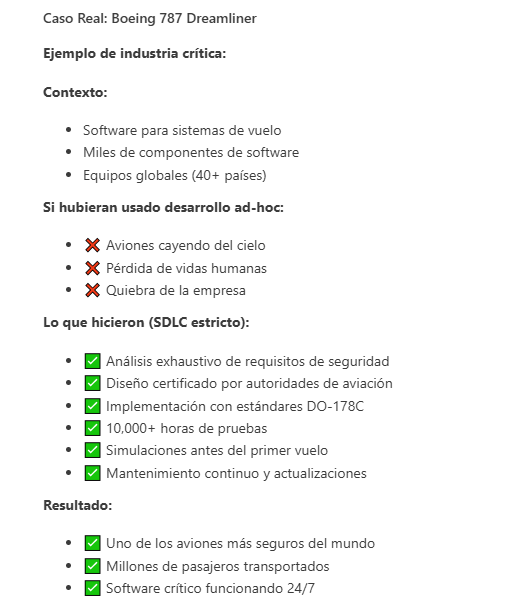 Caso Real: Boeing 787 Dreamliner
Ejemplo de industria crítica:
Contexto:
• Software para sistemas de vuelo
• Miles de componentes de software
• Equipos globales (40+ países)
Si hubieran usado desarrollo ad-hoc:
• ❌ Aviones cayendo del cielo
• ❌ Pérdida de vidas humanas
• ❌ Quiebra de la empresa
Lo que hicieron (SDLC estricto):
• ✅ Análisis exhaustivo de requisitos de seguridad
• ✅ Diseño certificado por autoridades de aviación
• ✅ Implementación con estándares DO-178C
• ✅ 10,000+ horas de pruebas
• ✅ Simulaciones antes del primer vuelo
• ✅ Mantenimiento continuo y actualizaciones
Resultado:
• ✅ Uno de los aviones más seguros del mundo
• ✅ Millones de pasajeros transportados
• ✅ Software crítico funcionando 24/7